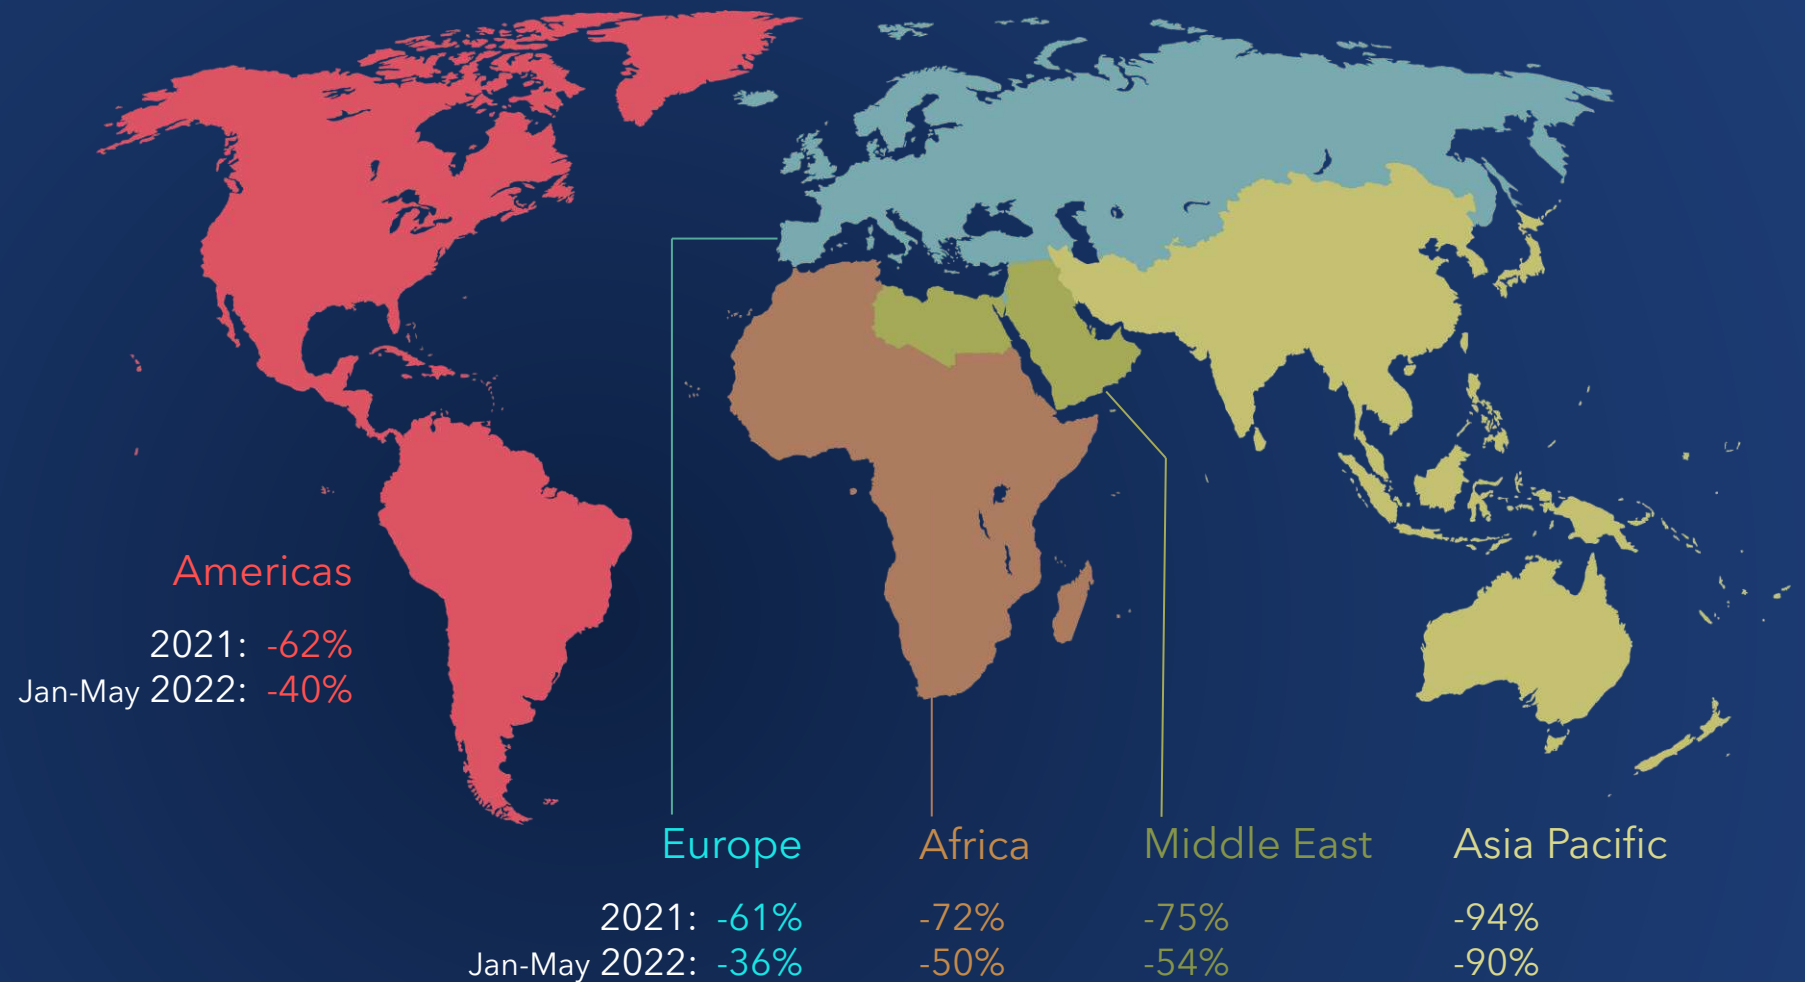 Americas
2021: -62%
Jan-May 2022: -40%
Europe
2021: -61%
Jan-May 2022: -36%
Africa
-72%
-50%
Middle East
-75%
-54%
Asia Pacific
-94%
-90%